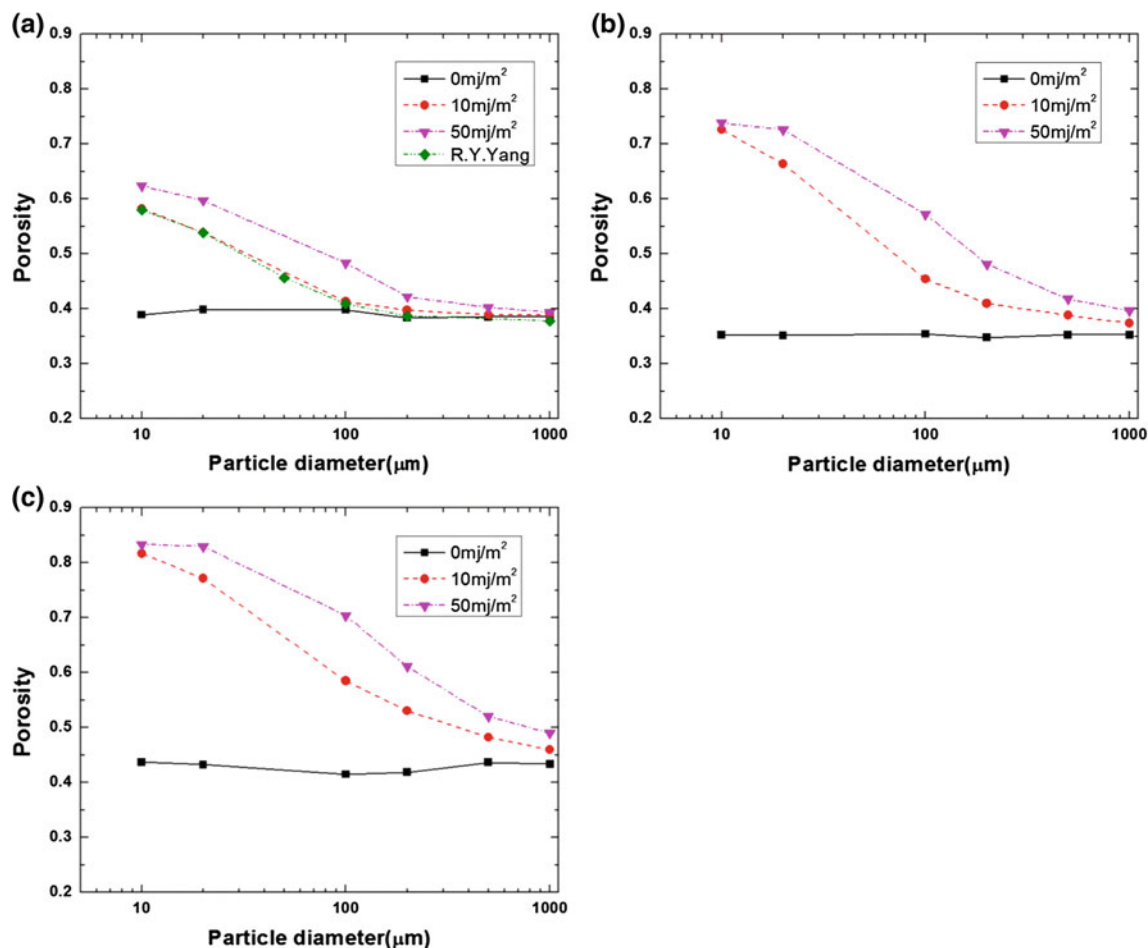 (a)
0.9
0.8
0.7
0.6
0.5
0.4
0.3
0.2
Porosity
10
100
1000
Particle diameter(μm)
0mj/m²
10mj/m²
50mj/m²
R.Y.Yang
(b)
0.9
0.8
0.7
0.6
0.5
0.4
0.3
0.2
Porosity
10
100
1000
Particle diameter(μm)
0mj/m²
10mj/m²
50mj/m²
(c)
0.9
0.8
0.7
0.6
0.5
0.4
0.3
0.2
Porosity
10
100
1000
Particle diameter(μm)
0mj/m²
10mj/m²
50mj/m²